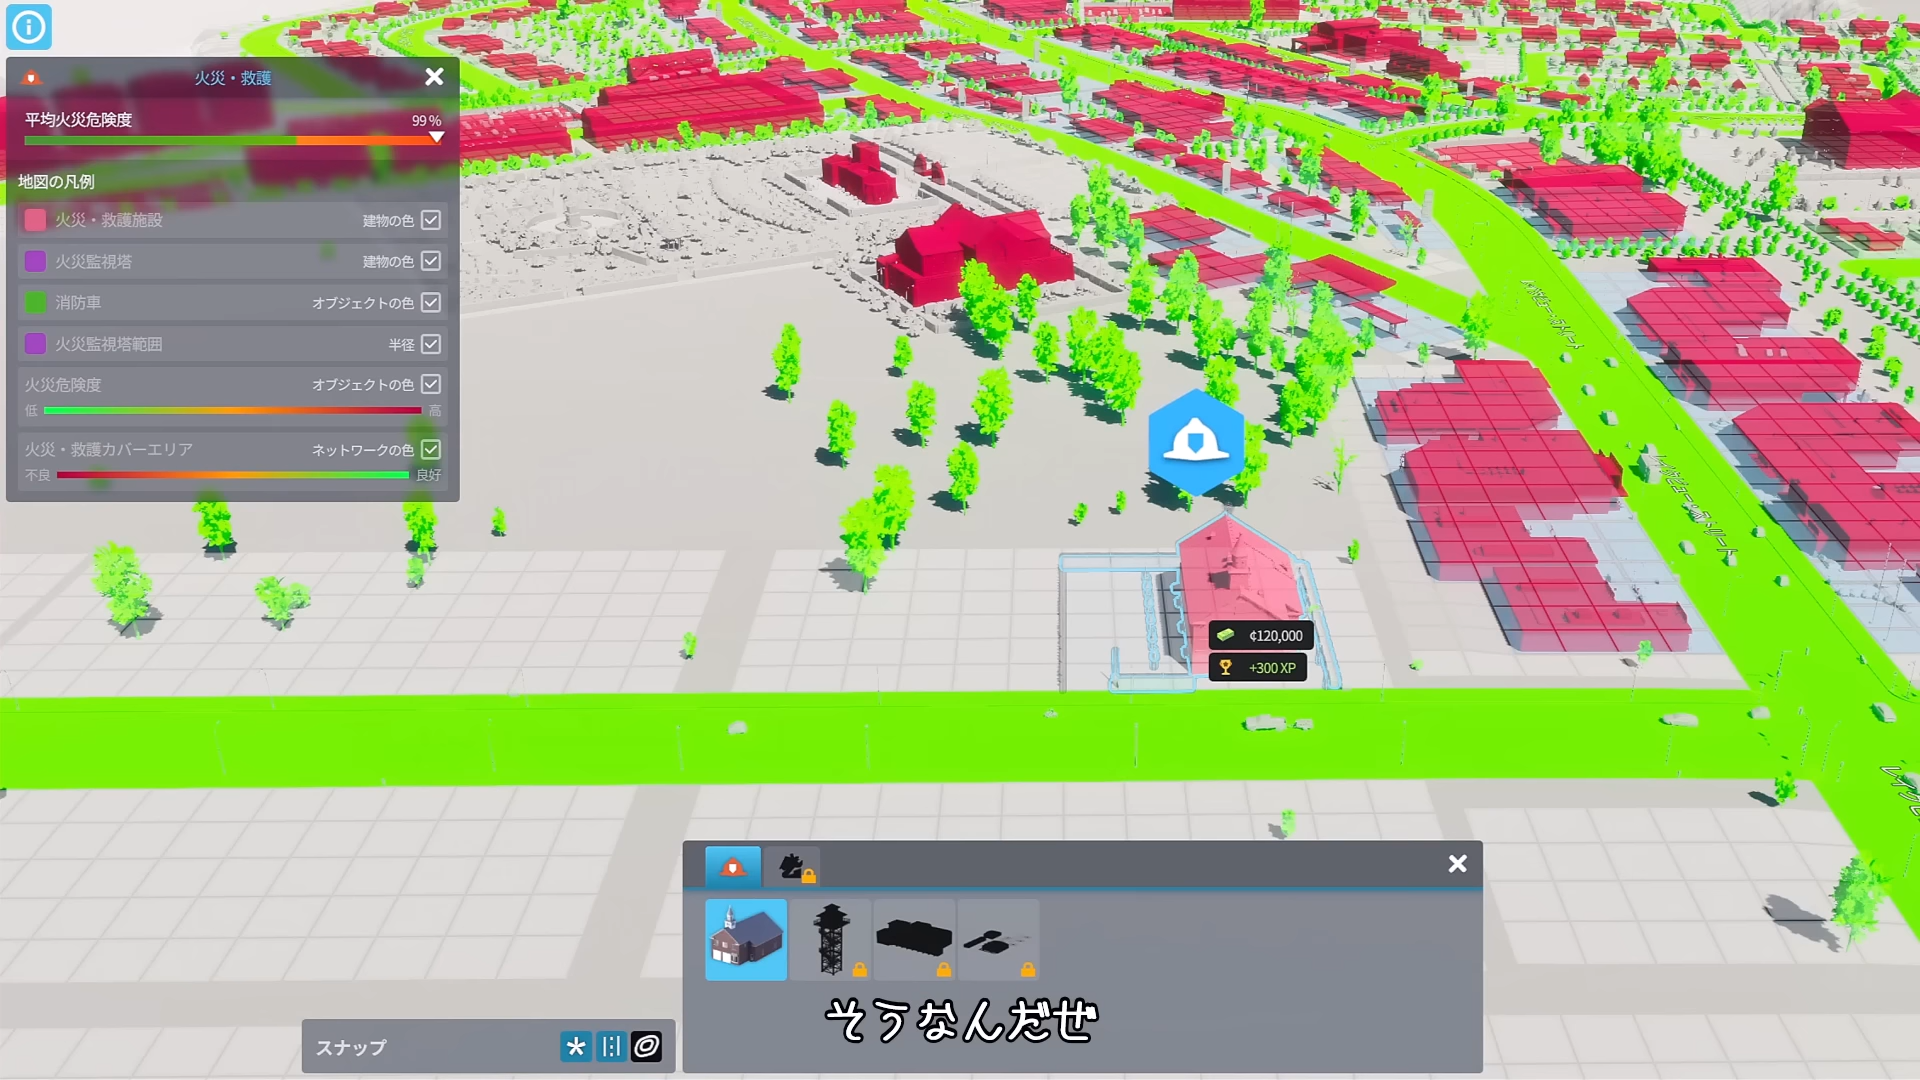 火災・救護
平均火災危険度
99%
地図の凡例
火災・救護施設 建物の色
火災監視塔 建物の色
消防車 オブジェクトの色
火災監視塔範囲 半径
火災危険度 オブジェクトの色
低 高
火災・救護カバーエリア ネットワークの色
不良 良好
¢120,000
+300 XP
そうなんだぜ
スナップ